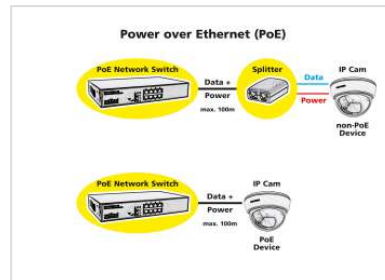 Power over Ethernet (PoE)
PoE Network Switch
Data +
Power
max. 100m
Splitter
Data
Power
IP Cam
non-PoE
Device
PoE Network Switch
Data +
Power
max. 100m
IP Cam
PoE
Device